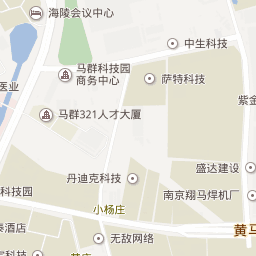 海陵会议中心
中生科技
马群科技园
商务中心
萨特科技
医业
紫金
马群321人才大厦
盛达建设
丹迪克科技
科技园
南京翔马焊机厂
小杨庄
泰酒店
黄马
无敌网络